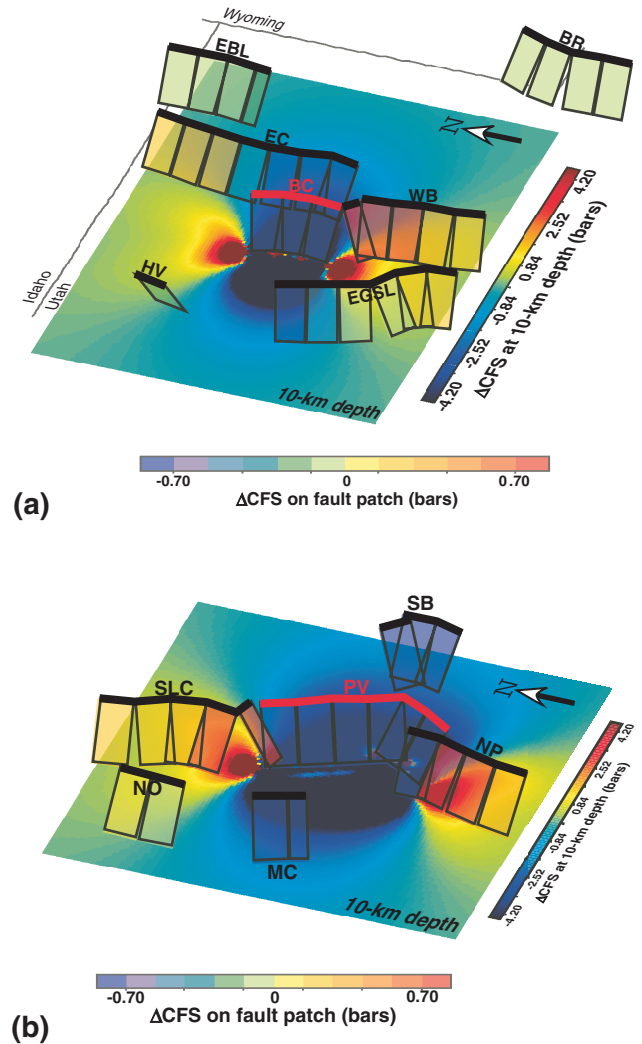 Wyoming
BR
EBL
N
EC
BC
WB
HV
EGSL
Idaho
Utah
10-km depth
4.20
2.52
0.84
-0.84
-2.52
-4.20
ΔCFS at 10-km depth (bars)
-0.70 0 0.70
ΔCFS on fault patch (bars)
(a)
SB
N
SLC
PV
NP
NO
MC
10-km depth
4.20
2.52
0.84
-0.84
-2.52
-4.20
ΔCFS at 10-km depth (bars)
-0.70 0 0.70
ΔCFS on fault patch (bars)
(b)